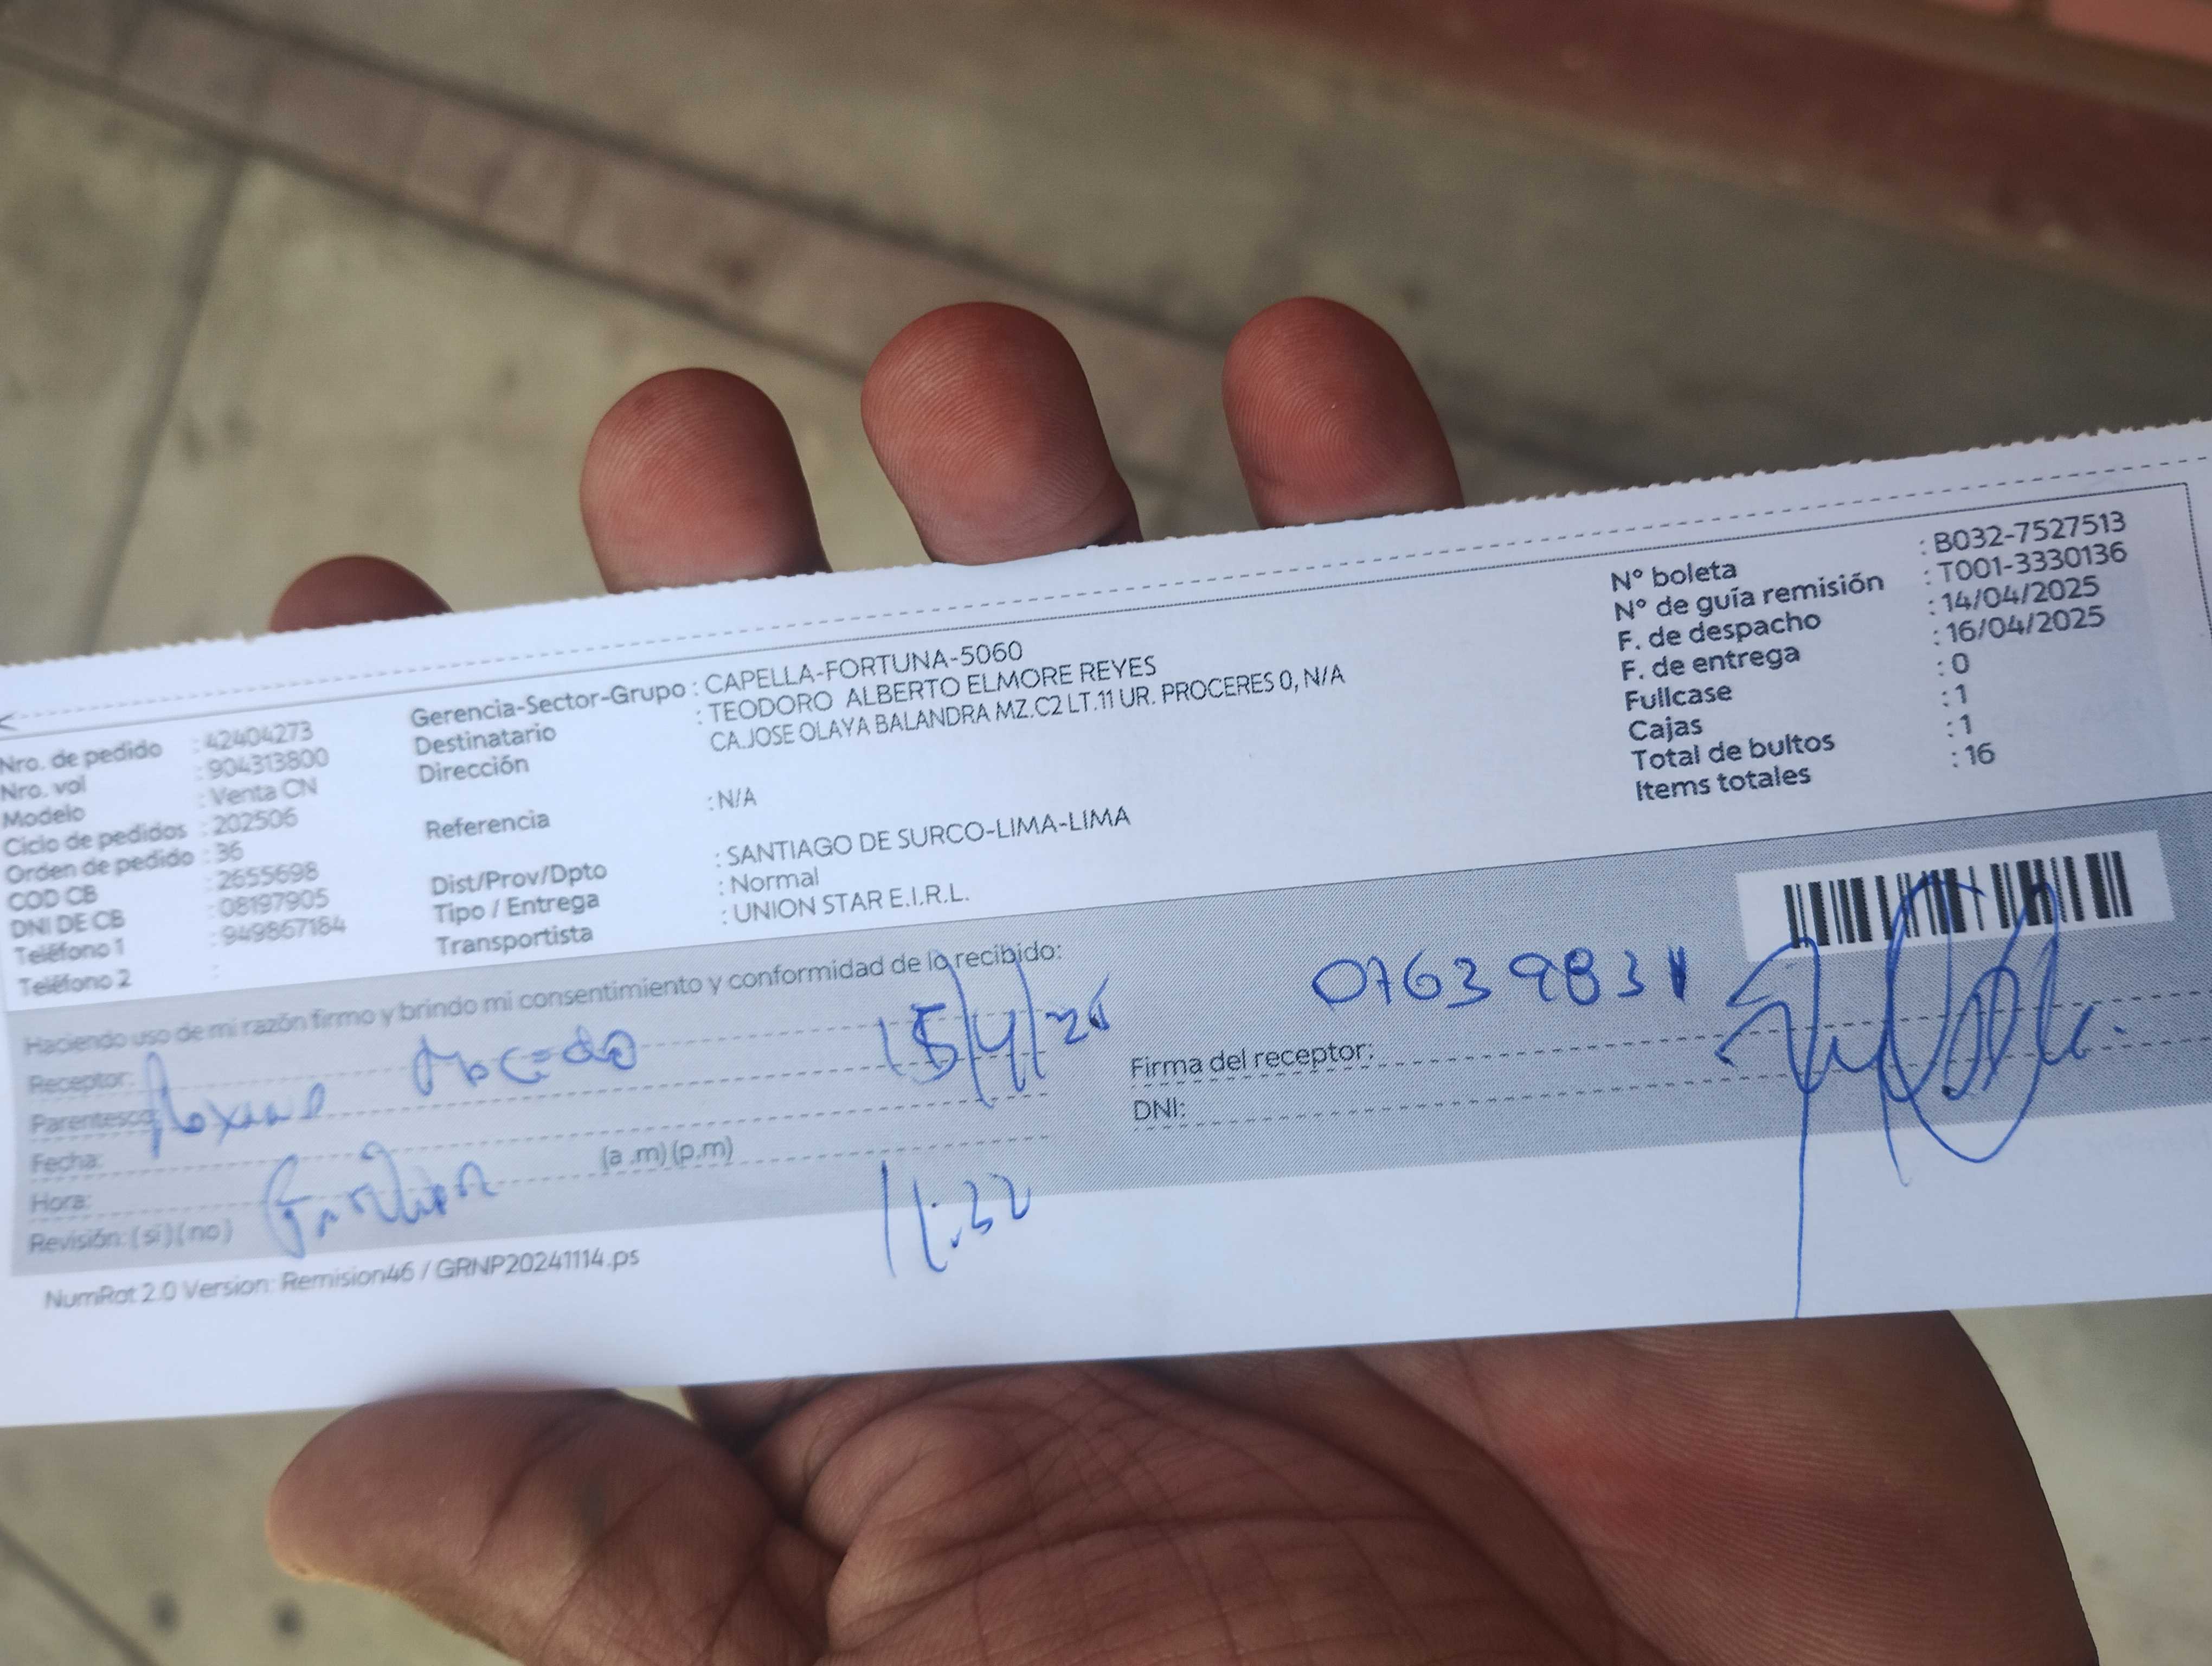 Nro. de pedido : 42404273
Nro. vol : 904313800
Modelo : Venta CN
Ciclo de pedidos : 202506
Orden de pedido : 36
COD CB : 2655698
DNI DE CB : 08197905
Teléfono 1 : 949867184
Teléfono 2 :
Gerencia-Sector-Grupo : CAPELLA-FORTUNA-5060
Destinatario : TEODORO ALBERTO ELMORE REYES
Dirección CA.JOSE OLAYA BALANDRA MZ.C2 LT.11 UR. PROCERES 0, N/A
Referencia : N/A
Dist/Prov/Dpto : SANTIAGO DE SURCO-LIMA-LIMA
Tipo / Entrega : Normal
Transportista : UNION STAR E.I.R.L.
N° boleta : B032-7527513
N° de guía remisión : T001-3330136
F. de despacho : 14/04/2025
F. de entrega : 16/04/2025
Fullcase : 0
Cajas : 1
Total de bultos : 1
Items totales : 16
Haciendo uso de mi razón firmo y brindo mi consentimiento y conformidad de lo recibido:
Receptor:
Parentesco:
Fecha:
Hora: (a .m) (p.m)
Revisión: ( si ) ( no )
15/4/25
11:32
Firma del receptor:
DNI:
NumRot 2.0 Version: Remision46 / GRNP20241114.ps